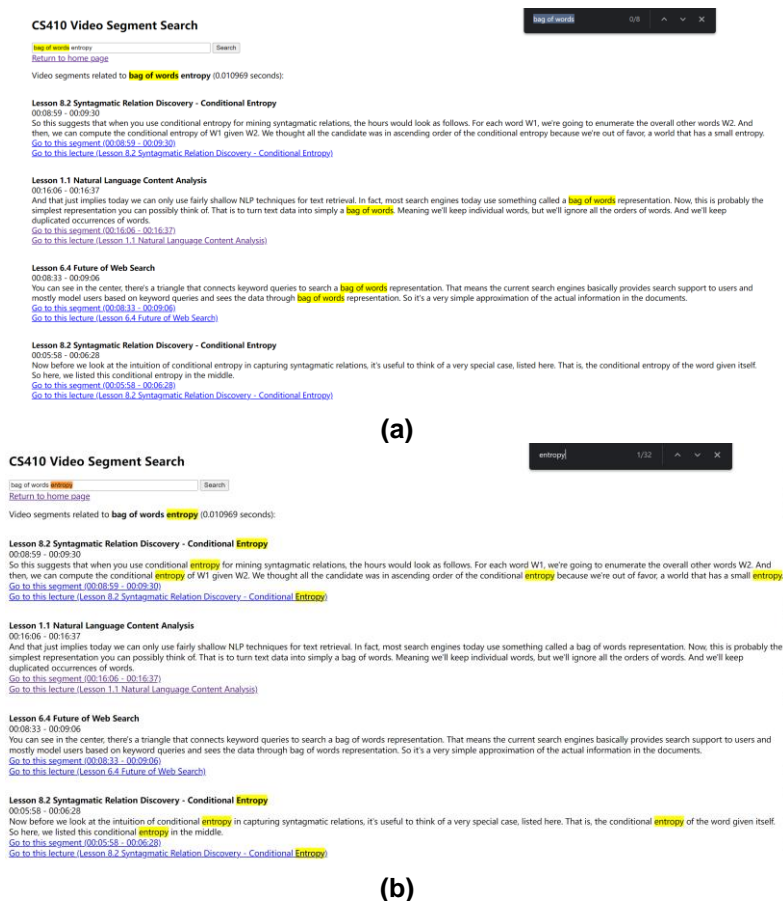 CS410 Video Segment Search
bag of words 0/8
bag of words entropy Search
Return to home page
Video segments related to bag of words entropy (0.010969 seconds):
Lesson 8.2 Syntagmatic Relation Discovery - Conditional Entropy
00:08:59 - 00:09:30
So this suggests that when you use conditional entropy for mining syntagmatic relations, the hours would look as follows. For each word W1, we're going to enumerate the overall other words W2. And
then, we can compute the conditional entropy of W1 given W2. We thought all the candidate was in ascending order of the conditional entropy because we're out of favor, a world that has a small entropy.
Go to this segment (00:08:59 - 00:09:30)
Go to this lecture (Lesson 8.2 Syntagmatic Relation Discovery - Conditional Entropy)
Lesson 1.1 Natural Language Content Analysis
00:16:06 - 00:16:37
And that just implies today we can only use fairly shallow NLP techniques for text retrieval. In fact, most search engines today use something called a bag of words representation. Now, this is probably the
simplest representation you can possibly think of. That is to turn text data into simply a bag of words. Meaning we'll keep individual words, but we'll ignore all the orders of words. And we'll keep
duplicated occurrences of words.
Go to this segment (00:16:06 - 00:16:37)
Go to this lecture (Lesson 1.1 Natural Language Content Analysis)
Lesson 6.4 Future of Web Search
00:08:33 - 00:09:06
You can see in the center, there's a triangle that connects keyword queries to search a bag of words representation. That means the current search engines basically provides search support to users and
mostly model users based on keyword queries and sees the data through bag of words representation. So it's a very simple approximation of the actual information in the documents.
Go to this segment (00:08:33 - 00:09:06)
Go to this lecture (Lesson 6.4 Future of Web Search)
Lesson 8.2 Syntagmatic Relation Discovery - Conditional Entropy
00:05:58 - 00:06:28
Now before we look at the intuition of conditional entropy in capturing syntagmatic relations, it's useful to think of a very special case, listed here. That is, the conditional entropy of the word given itself.
So here, we listed this conditional entropy in the middle.
Go to this segment (00:05:58 - 00:06:28)
Go to this lecture (Lesson 8.2 Syntagmatic Relation Discovery - Conditional Entropy)
(a)
CS410 Video Segment Search
entropy 1/32
bag of words entropy Search
Return to home page
Video segments related to bag of words entropy (0.010969 seconds):
Lesson 8.2 Syntagmatic Relation Discovery - Conditional Entropy
00:08:59 - 00:09:30
So this suggests that when you use conditional entropy for mining syntagmatic relations, the hours would look as follows. For each word W1, we're going to enumerate the overall other words W2. And
then, we can compute the conditional entropy of W1 given W2. We thought all the candidate was in ascending order of the conditional entropy because we're out of favor, a world that has a small entropy.
Go to this segment (00:08:59 - 00:09:30)
Go to this lecture (Lesson 8.2 Syntagmatic Relation Discovery - Conditional Entropy)
Lesson 1.1 Natural Language Content Analysis
00:16:06 - 00:16:37
And that just implies today we can only use fairly shallow NLP techniques for text retrieval. In fact, most search engines today use something called a bag of words representation. Now, this is probably the
simplest representation you can possibly think of. That is to turn text data into simply a bag of words. Meaning we'll keep individual words, but we'll ignore all the orders of words. And we'll keep
duplicated occurrences of words.
Go to this segment (00:16:06 - 00:16:37)
Go to this lecture (Lesson 1.1 Natural Language Content Analysis)
Lesson 6.4 Future of Web Search
00:08:33 - 00:09:06
You can see in the center, there's a triangle that connects keyword queries to search a bag of words representation. That means the current search engines basically provides search support to users and
mostly model users based on keyword queries and sees the data through bag of words representation. So it's a very simple approximation of the actual information in the documents.
Go to this segment (00:08:33 - 00:09:06)
Go to this lecture (Lesson 6.4 Future of Web Search)
Lesson 8.2 Syntagmatic Relation Discovery - Conditional Entropy
00:05:58 - 00:06:28
Now before we look at the intuition of conditional entropy in capturing syntagmatic relations, it's useful to think of a very special case, listed here. That is, the conditional entropy of the word given itself.
So here, we listed this conditional entropy in the middle.
Go to this segment (00:05:58 - 00:06:28)
Go to this lecture (Lesson 8.2 Syntagmatic Relation Discovery - Conditional Entropy)
(b)